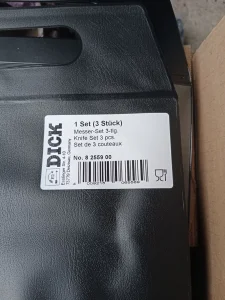 DICK
1 Set (3 Stück)
Messer-Set 3-tlg.
Knife Set 3 pcs.
Set de 3 couteaux
No. 8 2559 00